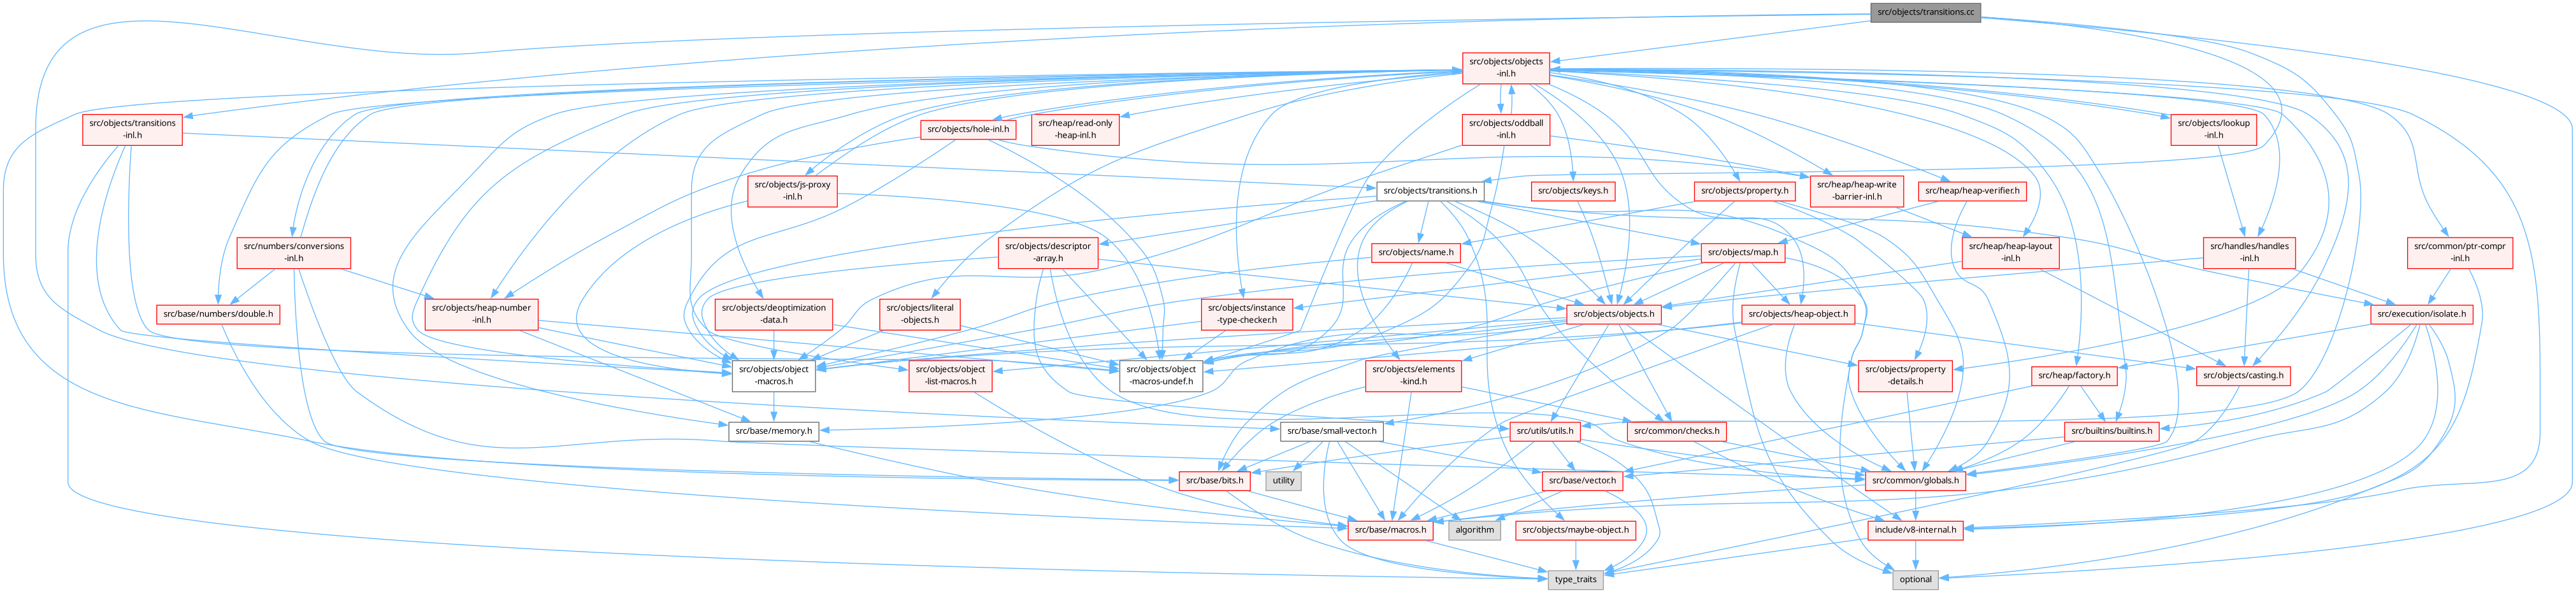 src/objects/transitions.cc
src/objects/objects
-inl.h
src/objects/transitions
-inl.h
src/objects/hole-inl.h
src/heap/read-only
-heap-inl.h
src/objects/oddball
-inl.h
src/objects/lookup
-inl.h
src/objects/js-proxy
-inl.h
src/objects/transitions.h
src/objects/keys.h
src/objects/property.h
src/heap/heap-write
-barrier-inl.h
src/heap/heap-verifier.h
src/numbers/conversions
-inl.h
src/objects/descriptor
-array.h
src/objects/name.h
src/objects/map.h
src/heap/heap-layout
-inl.h
src/handles/handles
-inl.h
src/common/ptr-compr
-inl.h
src/base/numbers/double.h
src/objects/heap-number
-inl.h
src/objects/deoptimization
-data.h
src/objects/literal
-objects.h
src/objects/instance
-type-checker.h
src/objects/objects.h
src/objects/heap-object.h
src/execution/isolate.h
src/objects/object
-macros.h
src/objects/object
-list-macros.h
src/objects/object
-macros-undef.h
src/objects/elements
-kind.h
src/objects/property
-details.h
src/heap/factory.h
src/objects/casting.h
src/base/memory.h
src/base/small-vector.h
src/utils/utils.h
src/common/checks.h
src/builtins/builtins.h
src/base/bits.h
utility
src/base/vector.h
src/common/globals.h
src/base/macros.h
algorithm
src/objects/maybe-object.h
include/v8-internal.h
type_traits
optional